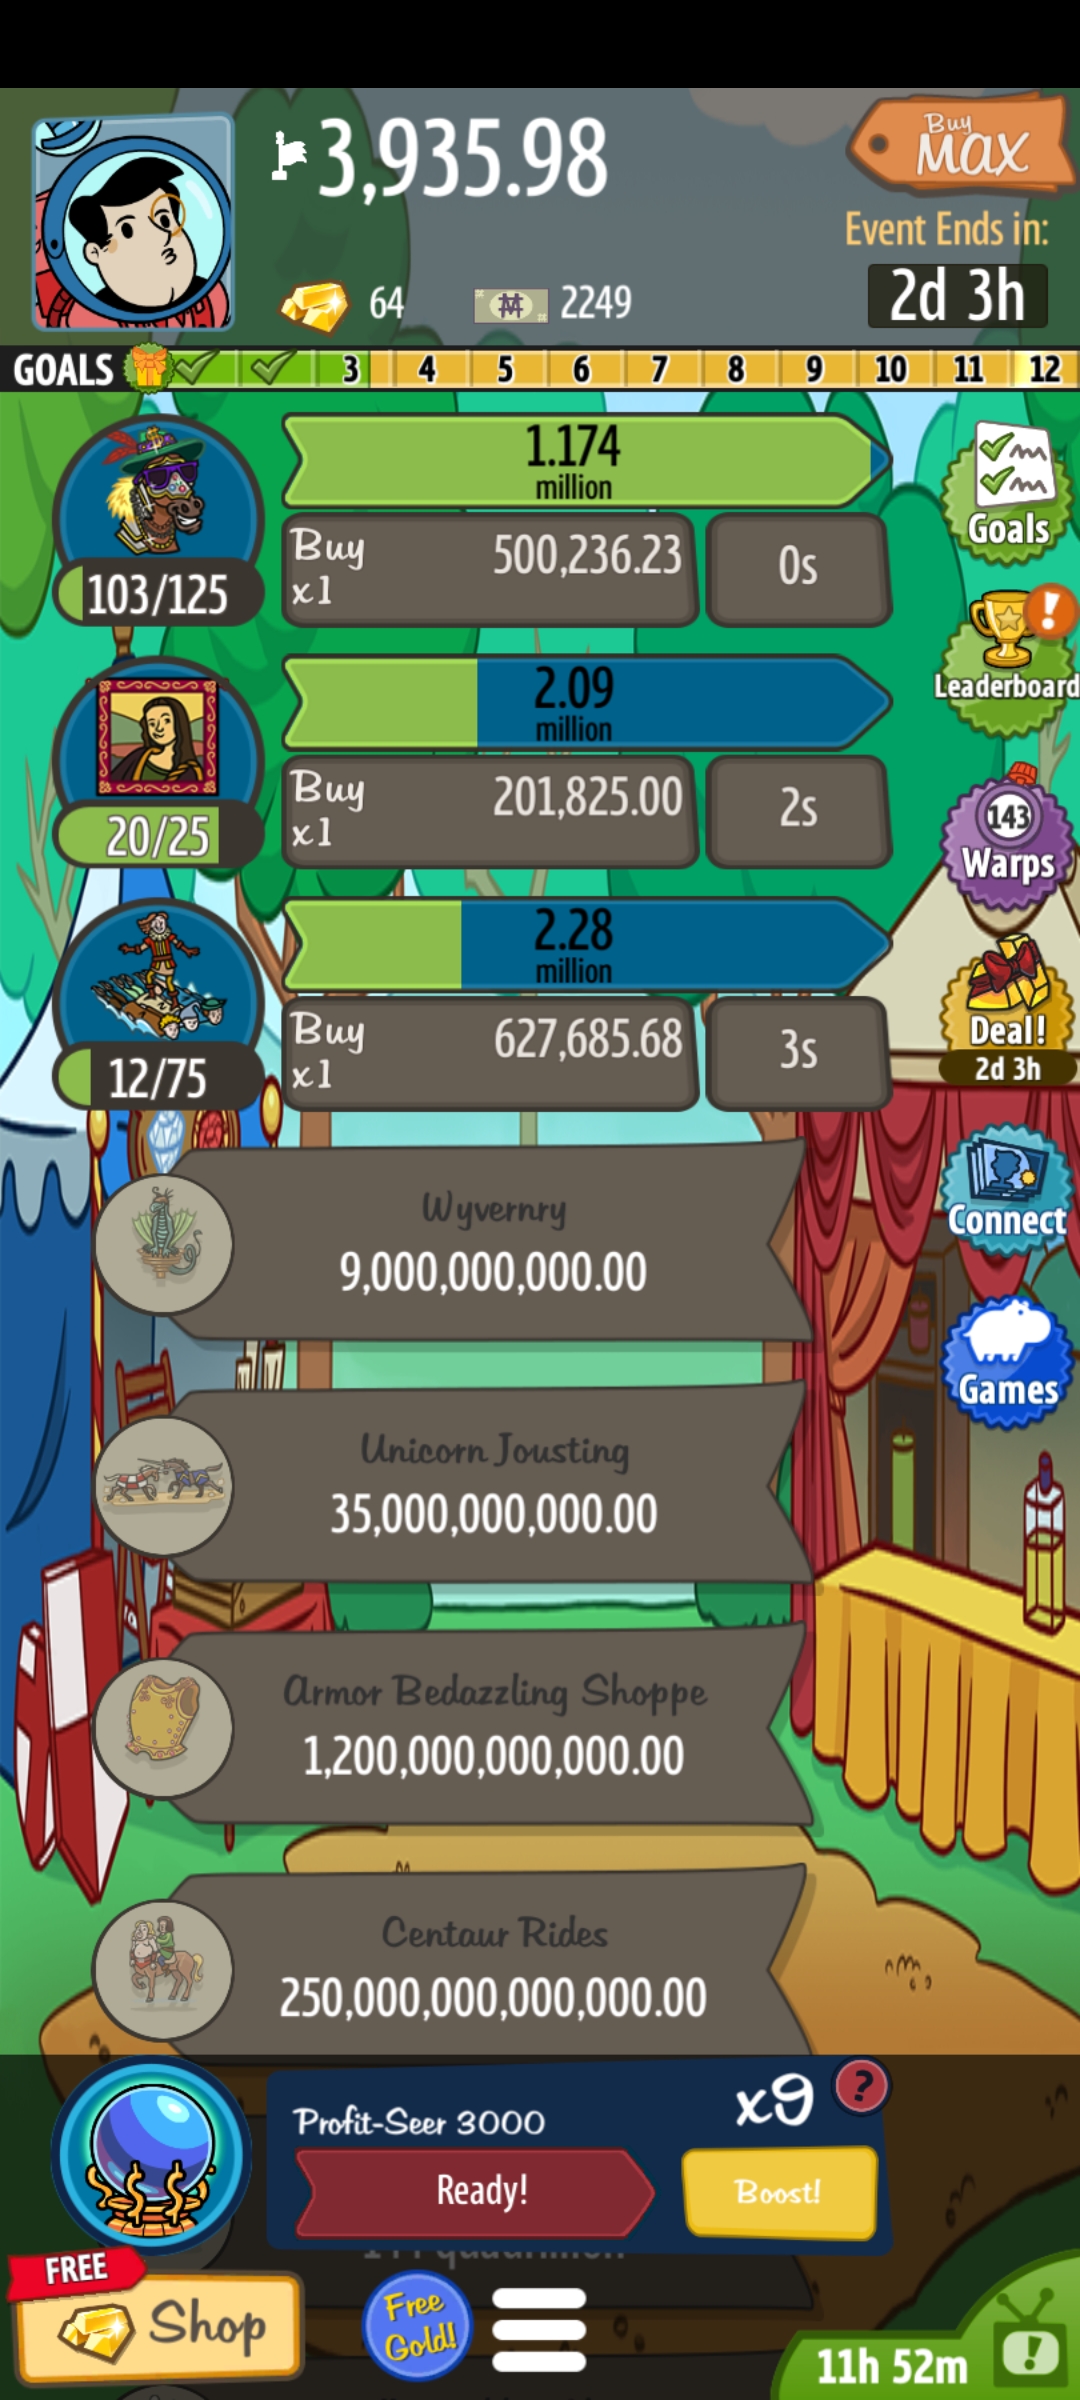 3,935.98
Buy
MAX
Event Ends in:
64
2249
2d 3h
GOALS 3 4 5 6 7 8 9 10 11 12
1.174
million
Buy
x1
500,236.23
0s
103/125
Goals
2.09
million
Buy
x1
201,825.00
2s
20/25
!
Leaderboard
143
Warps
2.28
million
Buy
x1
627,685.68
3s
12/75
Deal!
2d 3h
Wyvernry
9,000,000,000.00
Connect
Unicorn Jousting
35,000,000,000.00
Games
Armor Bedazzling Shoppe
1,200,000,000,000.00
Centaur Rides
250,000,000,000,000.00
Profit-Seer 3000
x9
?
Ready!
Boost!
FREE
Shop
Free
Gold!
11h 52m
!